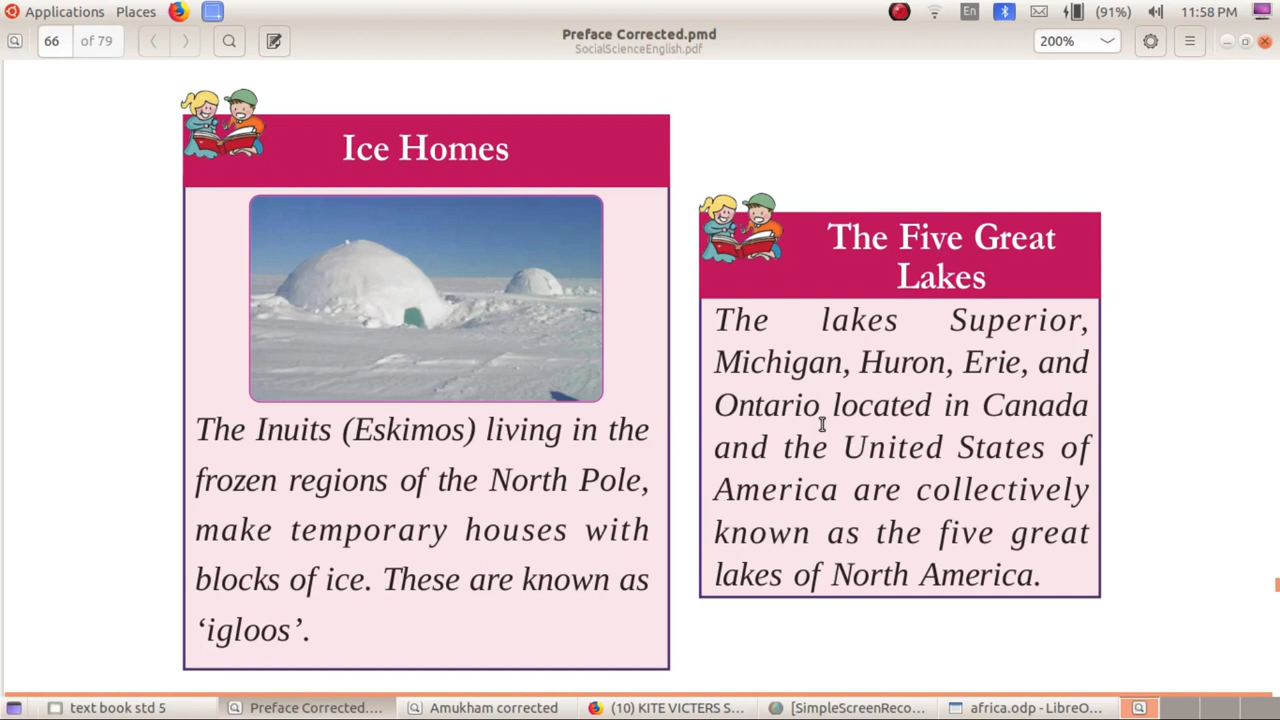 Applications Places En (91%) 11:58 PM
66 of 79
Preface Corrected.pmd
SocialScienceEnglish.pdf
200%
Ice Homes
The Inuits (Eskimos) living in the
frozen regions of the North Pole,
make temporary houses with
blocks of ice. These are known as
‘igloos’.
The Five Great
Lakes
The lakes Superior,
Michigan, Huron, Erie, and
Ontario located in Canada
and the United States of
America are collectively
known as the five great
lakes of North America.
text book std 5 Preface Corrected.... Amukham corrected (10) KITE VICTERS S... [SimpleScreenReco... africa.odp - LibreO...